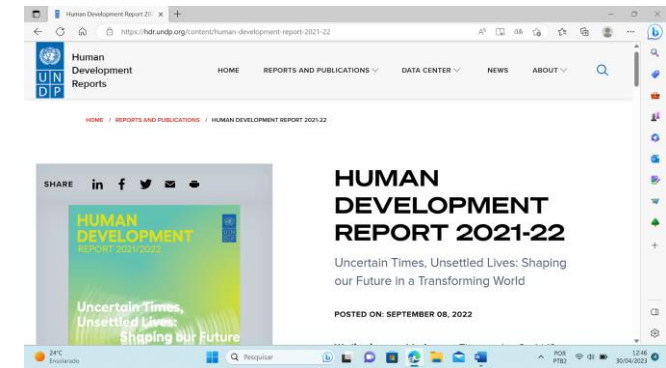 Human Development Report 202
https://hdr.undp.org/content/human-development-report-2021-22
U N
D P
Human
Development
Reports
HOME
REPORTS AND PUBLICATIONS
DATA CENTER
NEWS
ABOUT
HOME / REPORTS AND PUBLICATIONS / HUMAN DEVELOPMENT REPORT 2021-22
SHARE
HUMAN
DEVELOPMENT
REPORT 2021/2022
Uncertain Times,
Unsettled Lives:
Shaping our Future
HUMAN
DEVELOPMENT
REPORT 2021-22
Uncertain Times, Unsettled Lives: Shaping
our Future in a Transforming World
POSTED ON: SEPTEMBER 08, 2022
24°C
Ensolarado
Pesquisar
POR
PTB2
12:46
30/04/2023